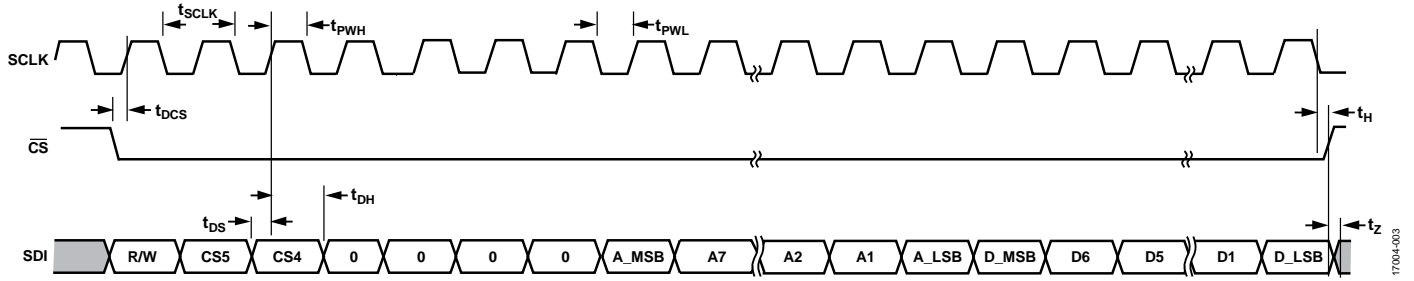 tSCLK
tPWH
tPWL
SCLK
tDCS
tH
CS
tDH
tDS
tZ
SDI R/W CS5 CS4 0 0 0 0 A_MSB A7 A2 A1 A_LSB D_MSB D6 D5 D1 D_LSB
17004-003